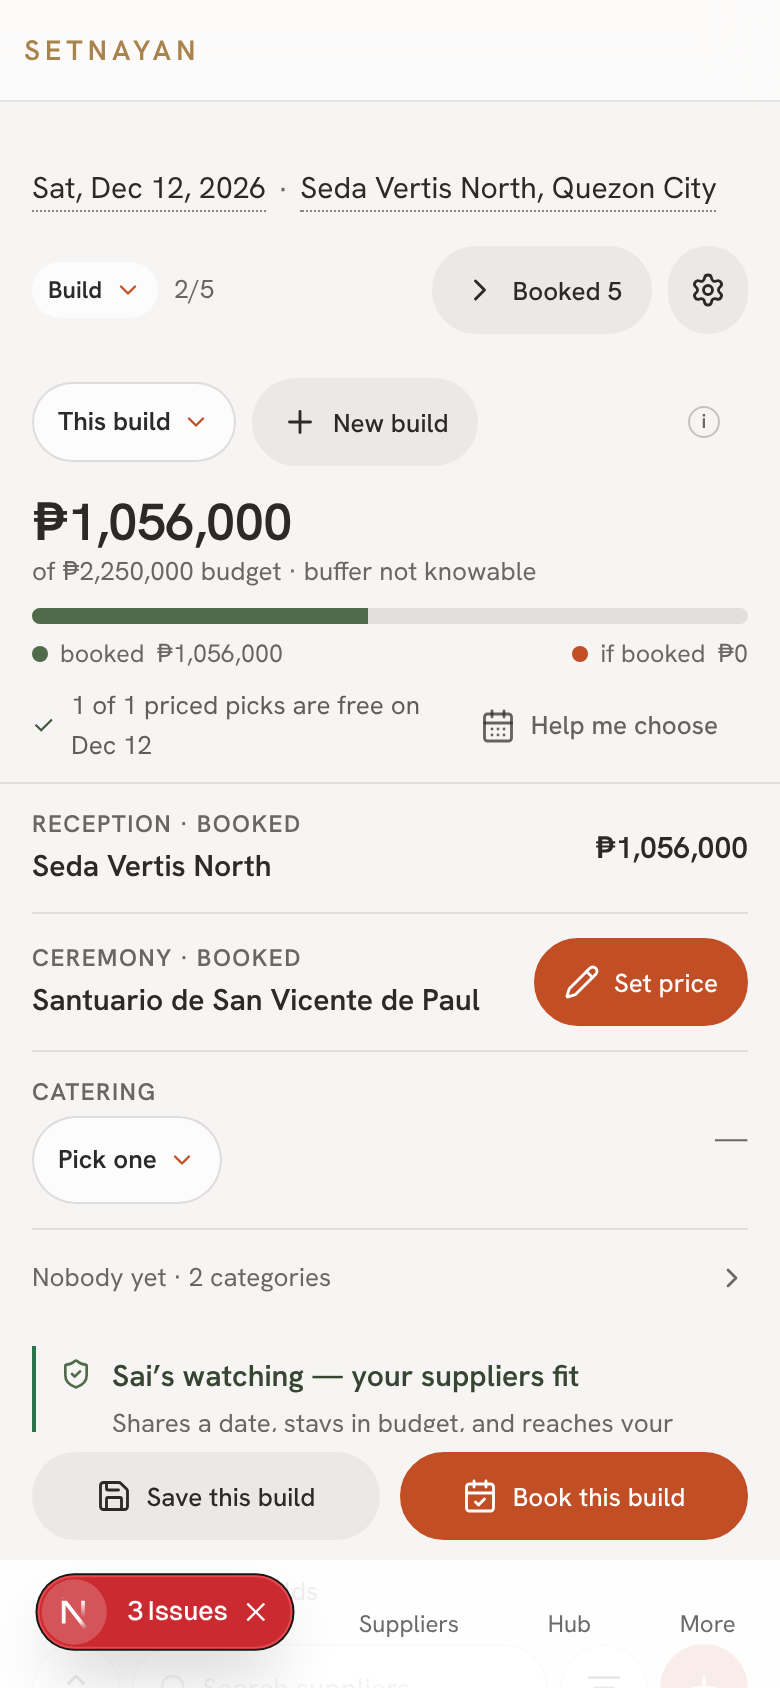 SETNAYAN
Sat, Dec 12, 2026 · Seda Vertis North, Quezon City
Build 2/5 Booked 5
This build New build i
₱1,056,000
of ₱2,250,000 budget · buffer not knowable
booked ₱1,056,000 if booked ₱0
1 of 1 priced picks are free on
Dec 12
Help me choose
RECEPTION · BOOKED
Seda Vertis North
₱1,056,000
CEREMONY · BOOKED
Santuario de San Vicente de Paul
Set price
CATERING
Pick one —
Nobody yet · 2 categories
Sai’s watching — your suppliers fit
Shares a date, stays in budget, and reaches your
Save this build Book this build
ds
N 3 Issues
Suppliers Hub More
Search suppliers